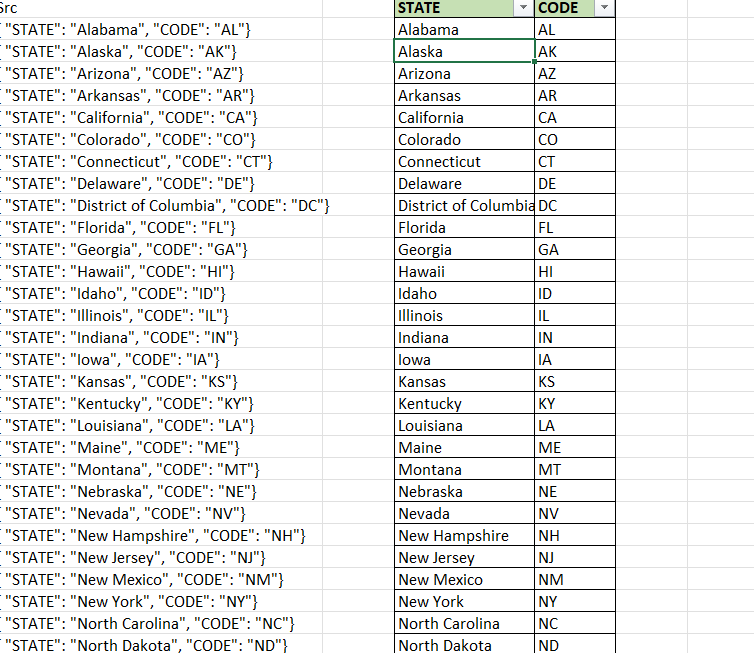 Src STATE CODE
{ "STATE": "Alabama", "CODE": "AL"} Alabama AL
{ "STATE": "Alaska", "CODE": "AK"} Alaska AK
{ "STATE": "Arizona", "CODE": "AZ"} Arizona AZ
{ "STATE": "Arkansas", "CODE": "AR"} Arkansas AR
{ "STATE": "California", "CODE": "CA"} California CA
{ "STATE": "Colorado", "CODE": "CO"} Colorado CO
{ "STATE": "Connecticut", "CODE": "CT"} Connecticut CT
{ "STATE": "Delaware", "CODE": "DE"} Delaware DE
{ "STATE": "District of Columbia", "CODE": "DC"} District of Columbia DC
{ "STATE": "Florida", "CODE": "FL"} Florida FL
{ "STATE": "Georgia", "CODE": "GA"} Georgia GA
{ "STATE": "Hawaii", "CODE": "HI"} Hawaii HI
{ "STATE": "Idaho", "CODE": "ID"} Idaho ID
{ "STATE": "Illinois", "CODE": "IL"} Illinois IL
{ "STATE": "Indiana", "CODE": "IN"} Indiana IN
{ "STATE": "Iowa", "CODE": "IA"} Iowa IA
{ "STATE": "Kansas", "CODE": "KS"} Kansas KS
{ "STATE": "Kentucky", "CODE": "KY"} Kentucky KY
{ "STATE": "Louisiana", "CODE": "LA"} Louisiana LA
{ "STATE": "Maine", "CODE": "ME"} Maine ME
{ "STATE": "Montana", "CODE": "MT"} Montana MT
{ "STATE": "Nebraska", "CODE": "NE"} Nebraska NE
{ "STATE": "Nevada", "CODE": "NV"} Nevada NV
{ "STATE": "New Hampshire", "CODE": "NH"} New Hampshire NH
{ "STATE": "New Jersey", "CODE": "NJ"} New Jersey NJ
{ "STATE": "New Mexico", "CODE": "NM"} New Mexico NM
{ "STATE": "New York", "CODE": "NY"} New York NY
{ "STATE": "North Carolina", "CODE": "NC"} North Carolina NC
{ "STATE": "North Dakota", "CODE": "ND"} North Dakota ND